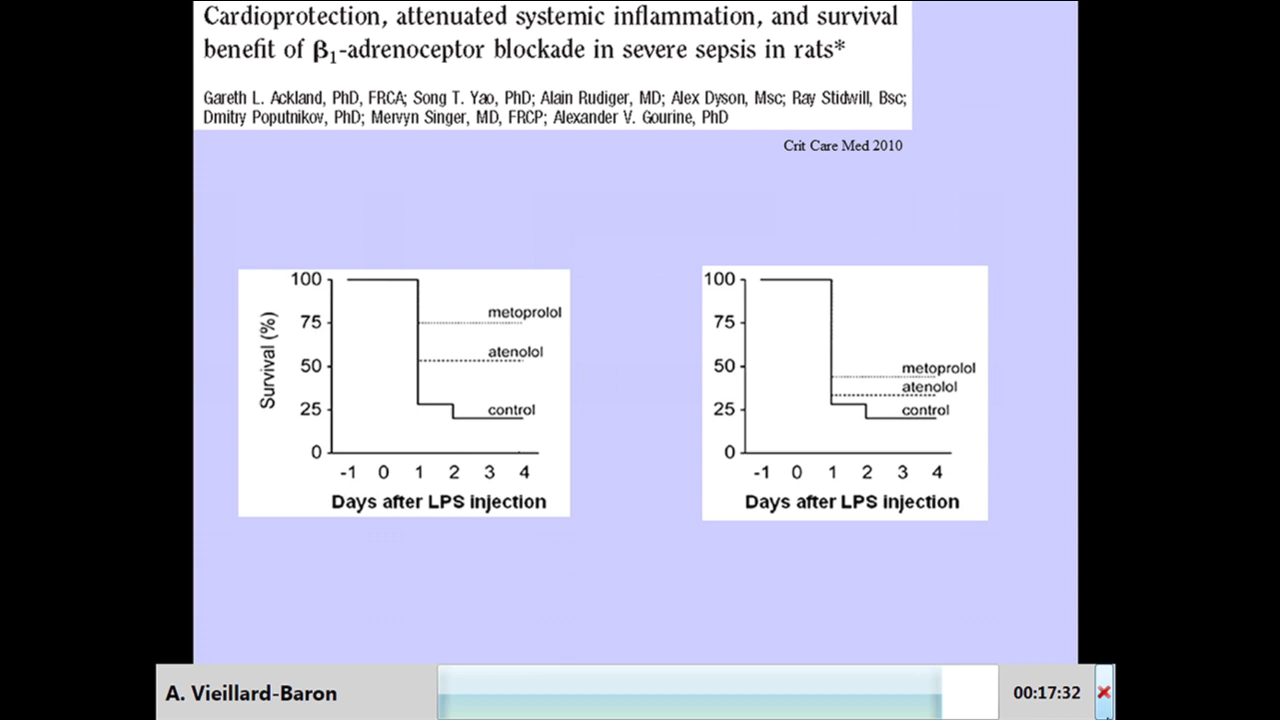 Cardioprotection, attenuated systemic inflammation, and survival
benefit of β1-adrenoceptor blockade in severe sepsis in rats*
Gareth L. Ackland, PhD, FRCA; Song T. Yao, PhD; Alain Rudiger, MD; Alex Dyson, Msc; Ray Stidwill, Bsc;
Dmitry Poputnikov, PhD; Mervyn Singer, MD, FRCP; Alexander V. Gourine, PhD
Crit Care Med 2010
Survival (%)
100
75
50
25
0
metoprolol
atenolol
control
-1 0 1 2 3 4
Days after LPS injection
100
75
50
25
0
metoprolol
atenolol
control
-1 0 1 2 3 4
Days after LPS injection
A. Vieillard-Baron
00:17:32